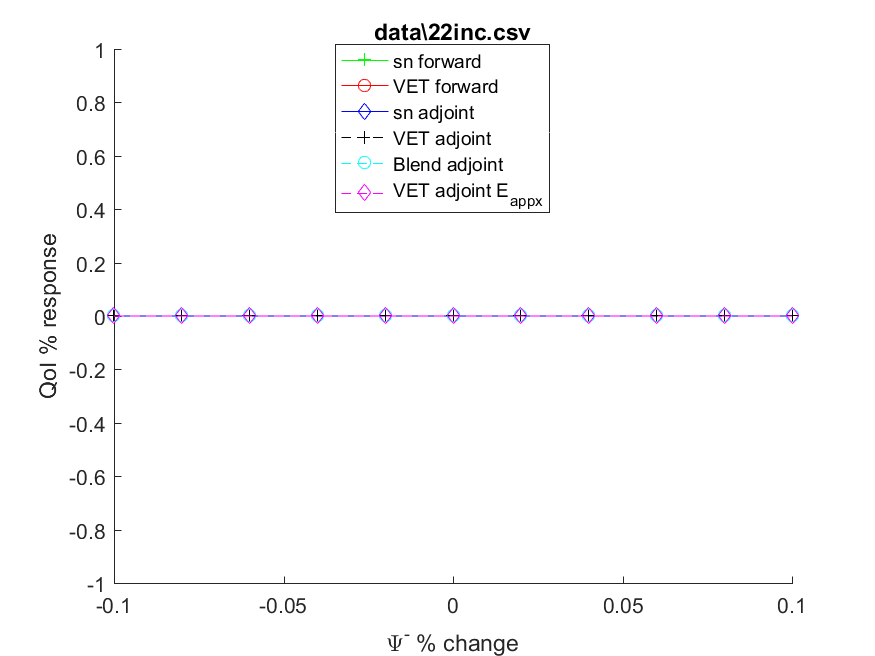 data\22inc.csv
sn forward
VET forward
sn adjoint
VET adjoint
Blend adjoint
VET adjoint E_appx
1
0.8
0.6
0.4
0.2
0
-0.2
-0.4
-0.6
-0.8
-1
QoI % response
-0.1
-0.05
0
0.05
0.1
Ψ⁻ % change